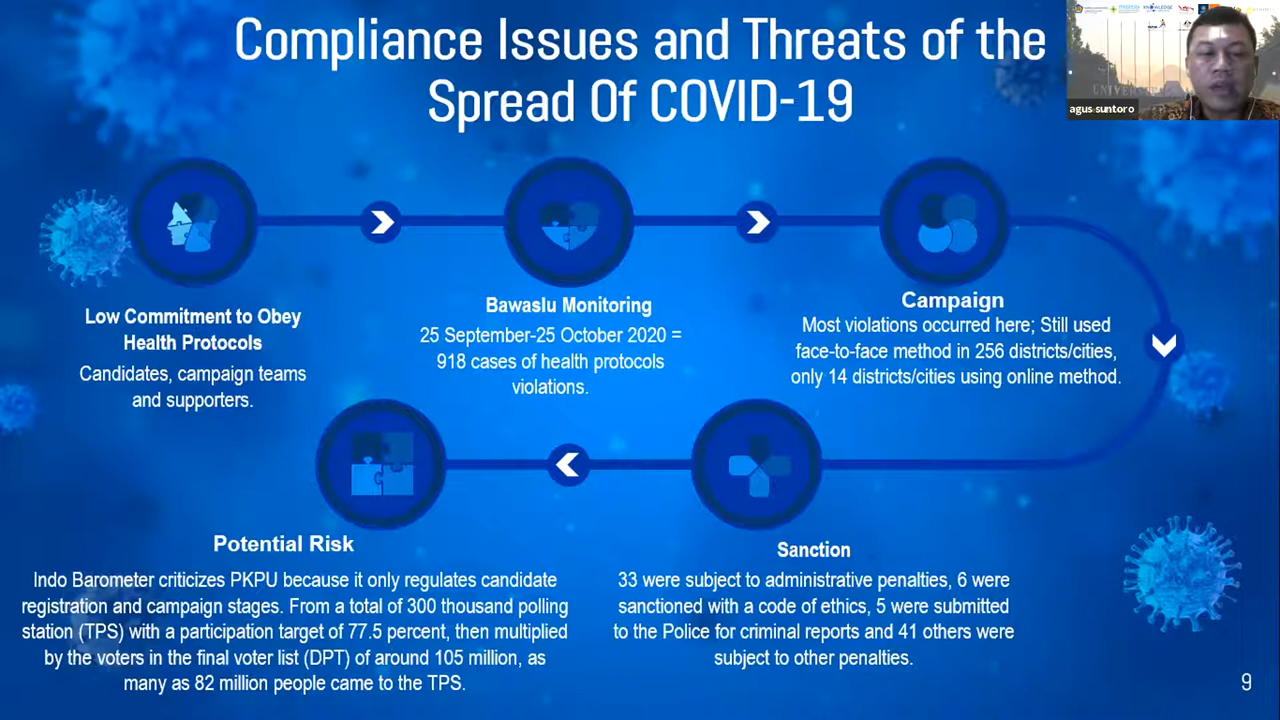 Compliance Issues and Threats of the
Spread Of COVID-19
KNOWLEDGE
UNIVERSIT
agus suntoro
Low Commitment to Obey
Health Protocols
Candidates, campaign teams
and supporters.
Bawaslu Monitoring
25 September-25 October 2020 =
918 cases of health protocols
violations.
Campaign
Most violations occurred here; Still used
face-to-face method in 256 districts/cities,
only 14 districts/cities using online method.
Potential Risk
Indo Barometer criticizes PKPU because it only regulates candidate
registration and campaign stages. From a total of 300 thousand polling
station (TPS) with a participation target of 77.5 percent, then multiplied
by the voters in the final voter list (DPT) of around 105 million, as
many as 82 million people came to the TPS.
Sanction
33 were subject to administrative penalties, 6 were
sanctioned with a code of ethics, 5 were submitted
to the Police for criminal reports and 41 others were
subject to other penalties.
9